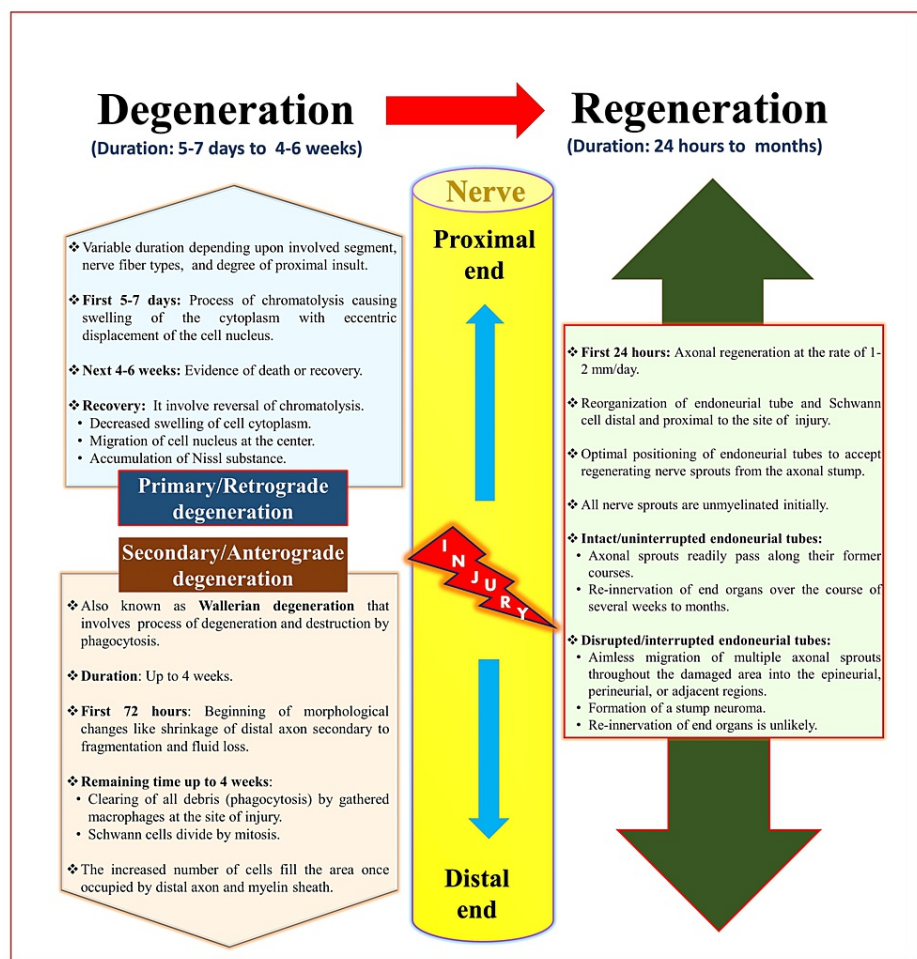 Degeneration
(Duration: 5-7 days to 4-6 weeks)
Regeneration
(Duration: 24 hours to months)
❖ Variable duration depending upon involved segment,
nerve fiber types, and degree of proximal insult.
❖ First 5-7 days: Process of chromatolysis causing
swelling of the cytoplasm with eccentric
displacement of the cell nucleus.
❖ Next 4-6 weeks: Evidence of death or recovery.
❖ Recovery: It involve reversal of chromatolysis.
• Decreased swelling of cell cytoplasm.
• Migration of cell nucleus at the center.
• Accumulation of Nissl substance.
Primary/Retrograde
degeneration
Secondary/Anterograde
degeneration
❖ Also known as Wallerian degeneration that
involves process of degeneration and destruction by
phagocytosis.
❖ Duration: Up to 4 weeks.
❖ First 72 hours: Beginning of morphological
changes like shrinkage of distal axon secondary to
fragmentation and fluid loss.
❖ Remaining time up to 4 weeks:
• Clearing of all debris (phagocytosis) by gathered
macrophages at the site of injury.
• Schwann cells divide by mitosis.
❖ The increased number of cells fill the area once
occupied by distal axon and myelin sheath.
Nerve
Proximal
end
INJURY
Distal
end
❖ First 24 hours: Axonal regeneration at the rate of 1-
2 mm/day.
❖ Reorganization of endoneurial tube and Schwann
cell distal and proximal to the site of injury.
❖ Optimal positioning of endoneurial tubes to accept
regenerating nerve sprouts from the axonal stump.
❖ All nerve sprouts are unmyelinated initially.
❖ Intact/uninterrupted endoneurial tubes:
• Axonal sprouts readily pass along their former
courses.
• Re-innervation of end organs over the course of
several weeks to months.
❖ Disrupted/interrupted endoneurial tubes:
• Aimless migration of multiple axonal sprouts
throughout the damaged area into the epineurial,
perineurial, or adjacent regions.
• Formation of a stump neuroma.
• Re-innervation of end organs is unlikely.